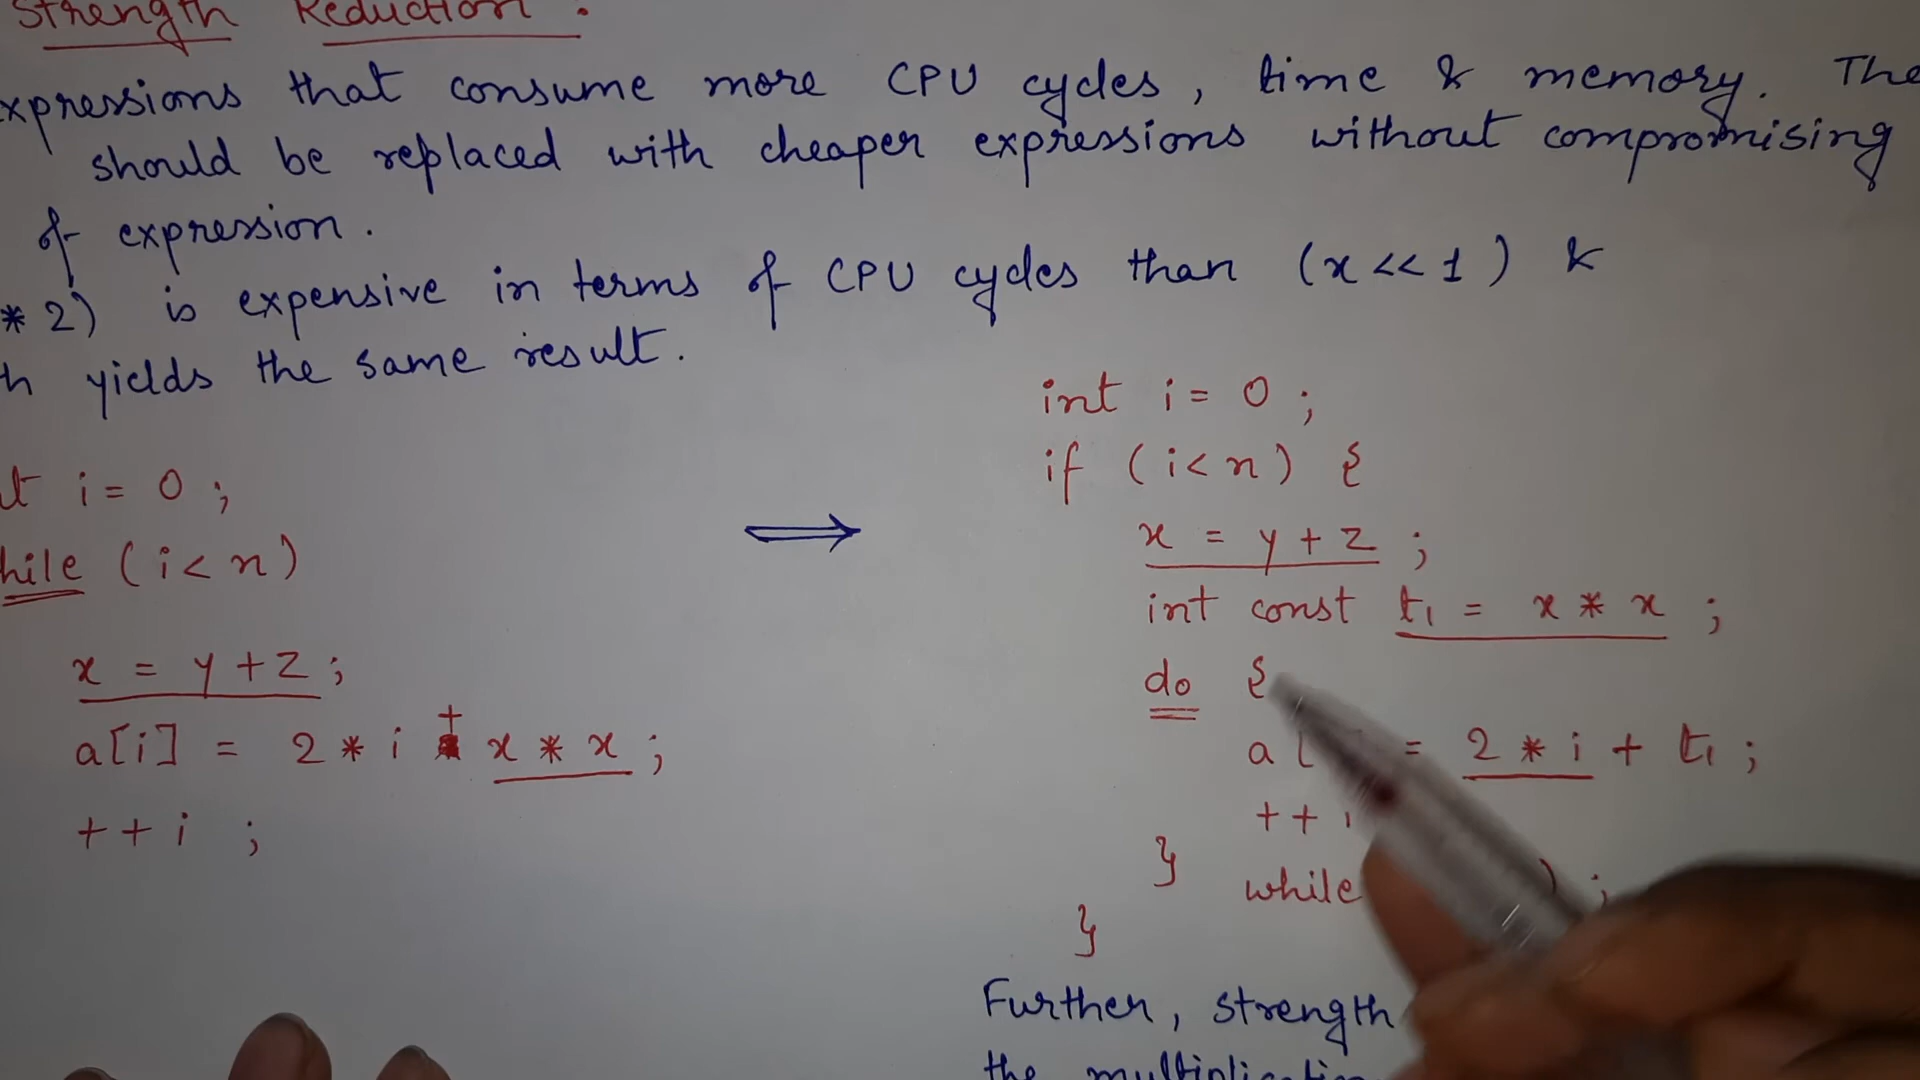 Strength Reduction :
xpressions that consume more CPU cycles, time & memory. The
should be replaced with cheaper expressions without compromising
of expression.
* 2) is expensive in terms of CPU cycles than (x << 1) &
h yields the same result.
t i = 0 ;
hile (i < n)
x = y + z ;
a[i] = 2 * i + x * x ;
++ i ;
⟹
int i = 0 ;
if (i < n) {
x = y + z ;
int const t1 = x * x ;
do {
a [ = 2 * i + t1 ;
++ i
} while ) ;
}
Further, strength
the multiplication